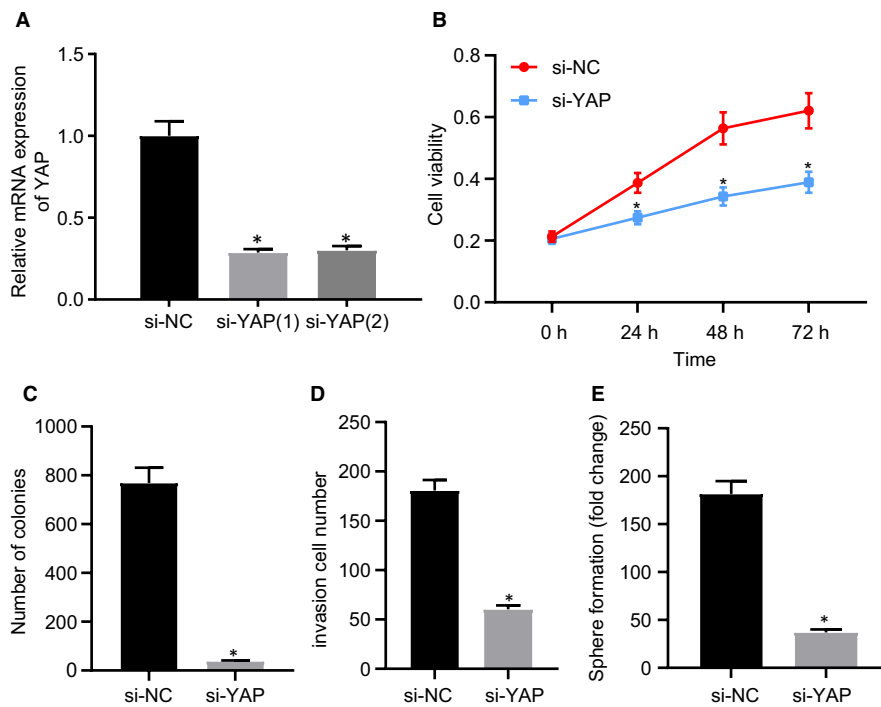 A
Relative mRNA expression
of YAP
1.5
1.0
0.5
0.0
*
*
si-NC
si-YAP(1)
si-YAP(2)
B
Cell viability
0.8
0.6
0.4
0.2
0.0
si-NC
si-YAP
*
*
*
0 h
24 h
48 h
72 h
Time
C
Number of colonies
1000
800
600
400
200
0
*
si-NC
si-YAP
D
invasion cell number
250
200
150
100
50
0
*
si-NC
si-YAP
E
Sphere formation (fold change)
250
200
150
100
50
0
*
si-NC
si-YAP